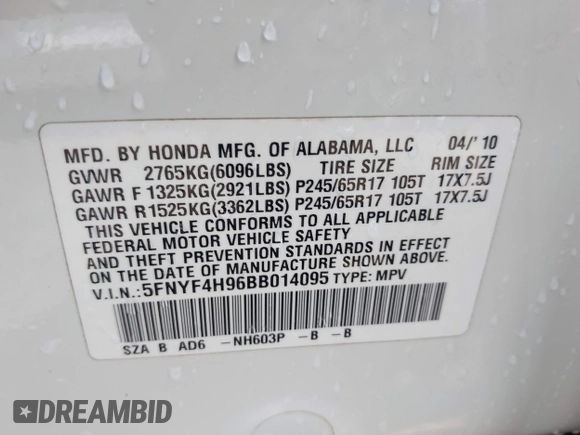 MFD. BY HONDA MFG. OF ALABAMA, LLC 04/'10
GVWR 2765KG(6096LBS) TIRE SIZE RIM SIZE
GAWR F 1325KG(2921LBS) P245/65R17 105T 17X7.5J
GAWR R1525KG(3362LBS) P245/65R17 105T 17X7.5J
THIS VEHICLE CONFORMS TO ALL APPLICABLE
FEDERAL MOTOR VEHICLE SAFETY
AND THEFT PREVENTION STANDARDS IN EFFECT
ON THE DATE OF MANUFACTURE SHOWN ABOVE.
V.I.N.:5FNYF4H96BB014095 TYPE: MPV
SZA B AD6 -NH603P -B -B
DREAMBID